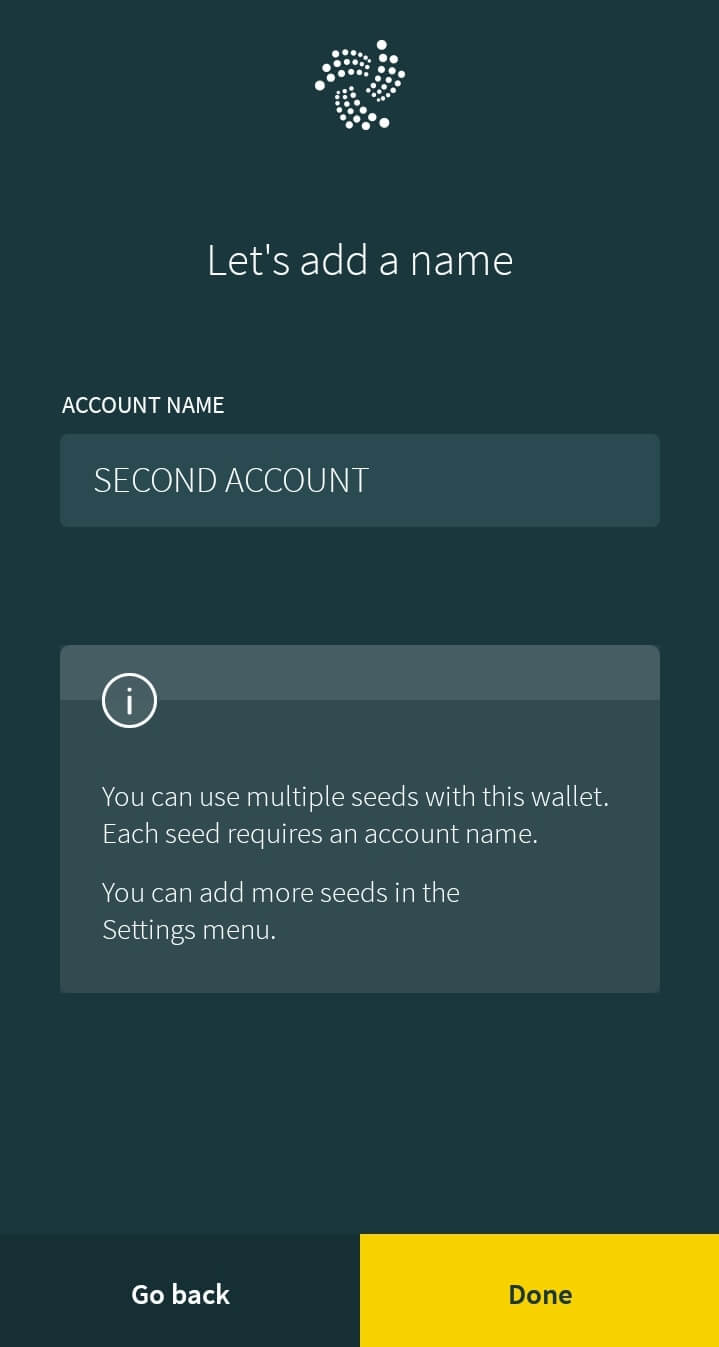 Let's add a name
ACCOUNT NAME
SECOND ACCOUNT
i
You can use multiple seeds with this wallet.
Each seed requires an account name.
You can add more seeds in the
Settings menu.
Go back
Done